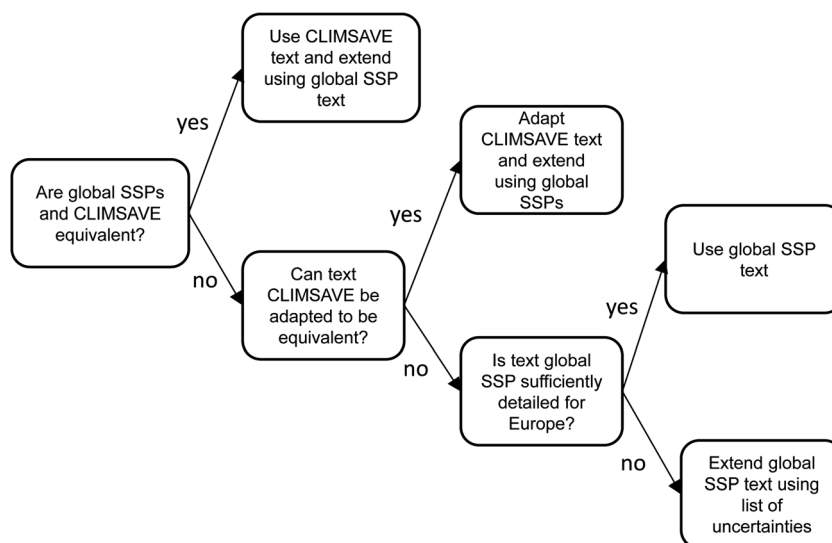 Use CLIMSAVE
text and extend
using global SSP
text
yes
Are global SSPs
and CLIMSAVE
equivalent?
no
Adapt
CLIMSAVE text
and extend
using global
SSPs
yes
Can text
CLIMSAVE be
adapted to be
equivalent?
no
Use global SSP
text
yes
Is text global
SSP sufficiently
detailed for
Europe?
no
Extend global
SSP text using
list of
uncertainties